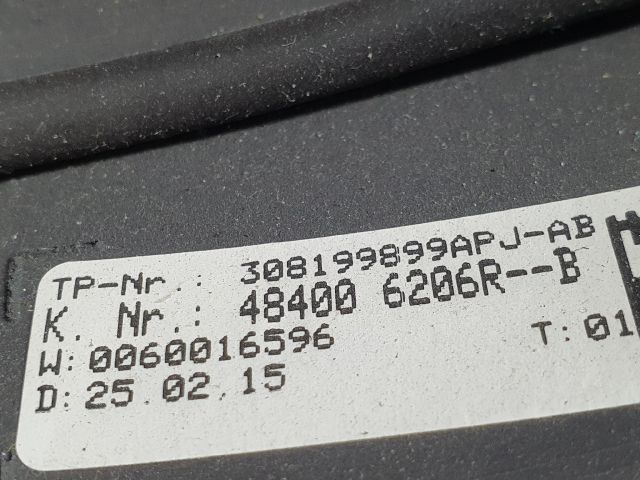 TP-Nr.: 308199899APJ-AB
K. Nr.: 48400 6206R--B
W:0060016596 T:01
D:25.02.15